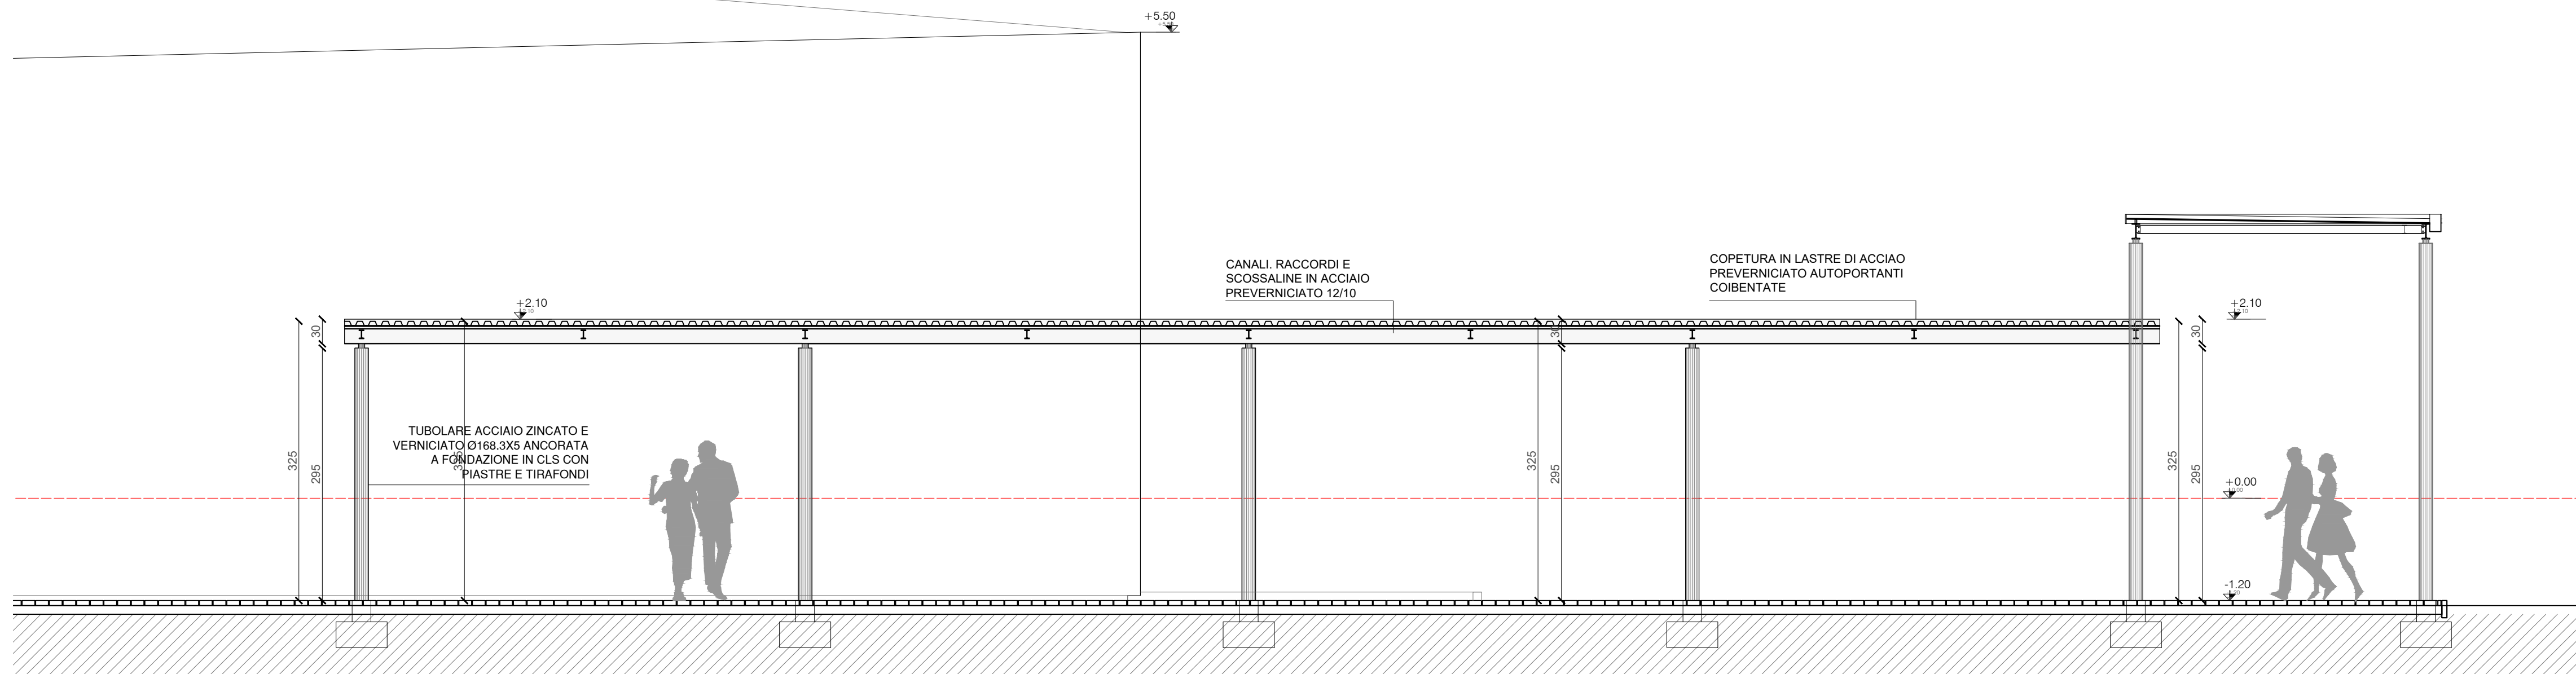 +5.50
CANALI. RACCORDI E
SCOSSALINE IN ACCIAIO
PREVERNICIATO 12/10
COPETURA IN LASTRE DI ACCIAO
PREVERNICIATO AUTOPORTANTI
COIBENTATE
+2.10
+2.10
30
30
30
TUBOLARE ACCIAIO ZINCATO E
VERNICIATO Ø168.3X5 ANCORATA
A FONDAZIONE IN CLS CON
PIASTRE E TIRAFONDI
325
295
325
325
295
325
295
+0.00
-1.20